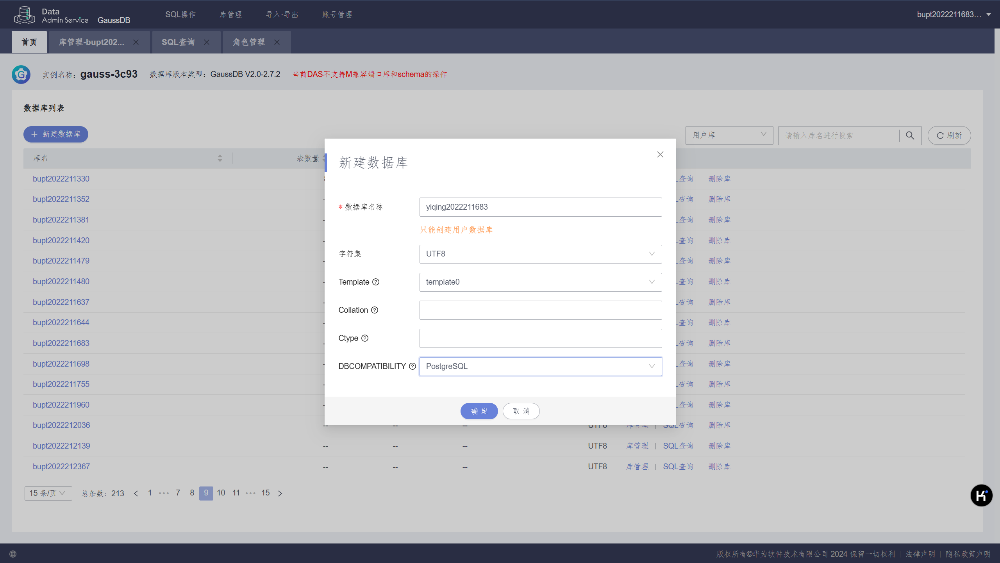 Data
Admin Service GaussDB SQL操作 库管理 导入·导出 账号管理 bupt2022211683...
首页 库管理-bupt202... SQL查询 角色管理
实例名称： gauss-3c93 数据库版本类型： GaussDB V2.0-2.7.2 当前DAS不支持M兼容端口库和schema的操作
数据库列表
+ 新建数据库 用户库 请输入库名进行搜索 刷新
库名 表数量
新建数据库
bupt2022211330 查询 | 删除库
bupt2022211352 查询 | 删除库
* 数据库名称 yiqing2022211683
bupt2022211381 查询 | 删除库
只能创建用户数据库
bupt2022211420 查询 | 删除库
字符集 UTF8
bupt2022211479 查询 | 删除库
bupt2022211480 查询 | 删除库
Template template0
bupt2022211637 查询 | 删除库
Collation
bupt2022211644 查询 | 删除库
Ctype
bupt2022211683 查询 | 删除库
bupt2022211698 查询 | 删除库
DBCOMPATIBILITY PostgreSQL
bupt2022211755 查询 | 删除库
bupt2022211960 查询 | 删除库
确 定 取 消
bupt2022212036 -- -- -- UTF8 库管理 | SQL查询 | 删除库
bupt2022212139 -- -- -- UTF8 库管理 | SQL查询 | 删除库
bupt2022212367 -- -- -- UTF8 库管理 | SQL查询 | 删除库
15 条/页 总条数： 213 < 1 ••• 7 8 9 10 11 ••• 15 >
版权所有©华为软件技术有限公司 2024 保留一切权利 | 法律声明 | 隐私政策声明